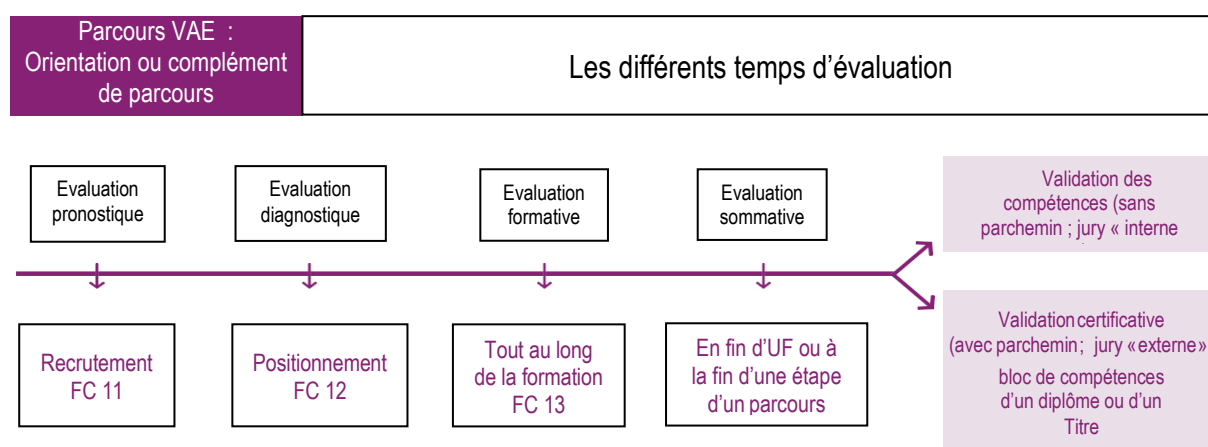 Parcours VAE :
Orientation ou complément
de parcours
Les différents temps d'évaluation
Evaluation
pronostique
Evaluation
diagnostique
Evaluation
formative
Evaluation
sommative
Validation des
compétences (sans
parchemin ; jury « interne
Recrutement
FC 11
Positionnement
FC 12
Tout au long
de la formation
FC 13
En fin d'UF ou à
la fin d'une étape
d'un parcours
Validation certificative
(avec parchemin; jury «externe»
bloc de compétences
d'un diplôme ou d'un
Titre